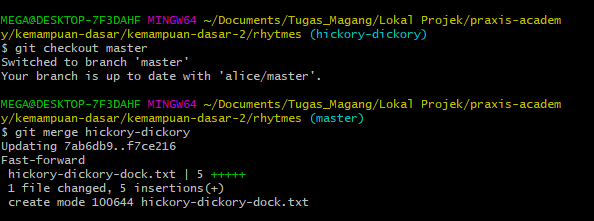 MEGA@DESKTOP-7F3DAHF MINGW64 ~/Documents/Tugas_Magang/Lokal Projek/praxis-academ
y/kemampuan-dasar/kemampuan-dasar-2/rhytmes (hickory-dickory)
$ git checkout master
Switched to branch 'master'
Your branch is up to date with 'alice/master'.
MEGA@DESKTOP-7F3DAHF MINGW64 ~/Documents/Tugas_Magang/Lokal Projek/praxis-academ
y/kemampuan-dasar/kemampuan-dasar-2/rhytmes (master)
$ git merge hickory-dickory
Updating 7ab6db9..f7ce216
Fast-forward
 hickory-dickory-dock.txt | 5 +++++
 1 file changed, 5 insertions(+)
 create mode 100644 hickory-dickory-dock.txt